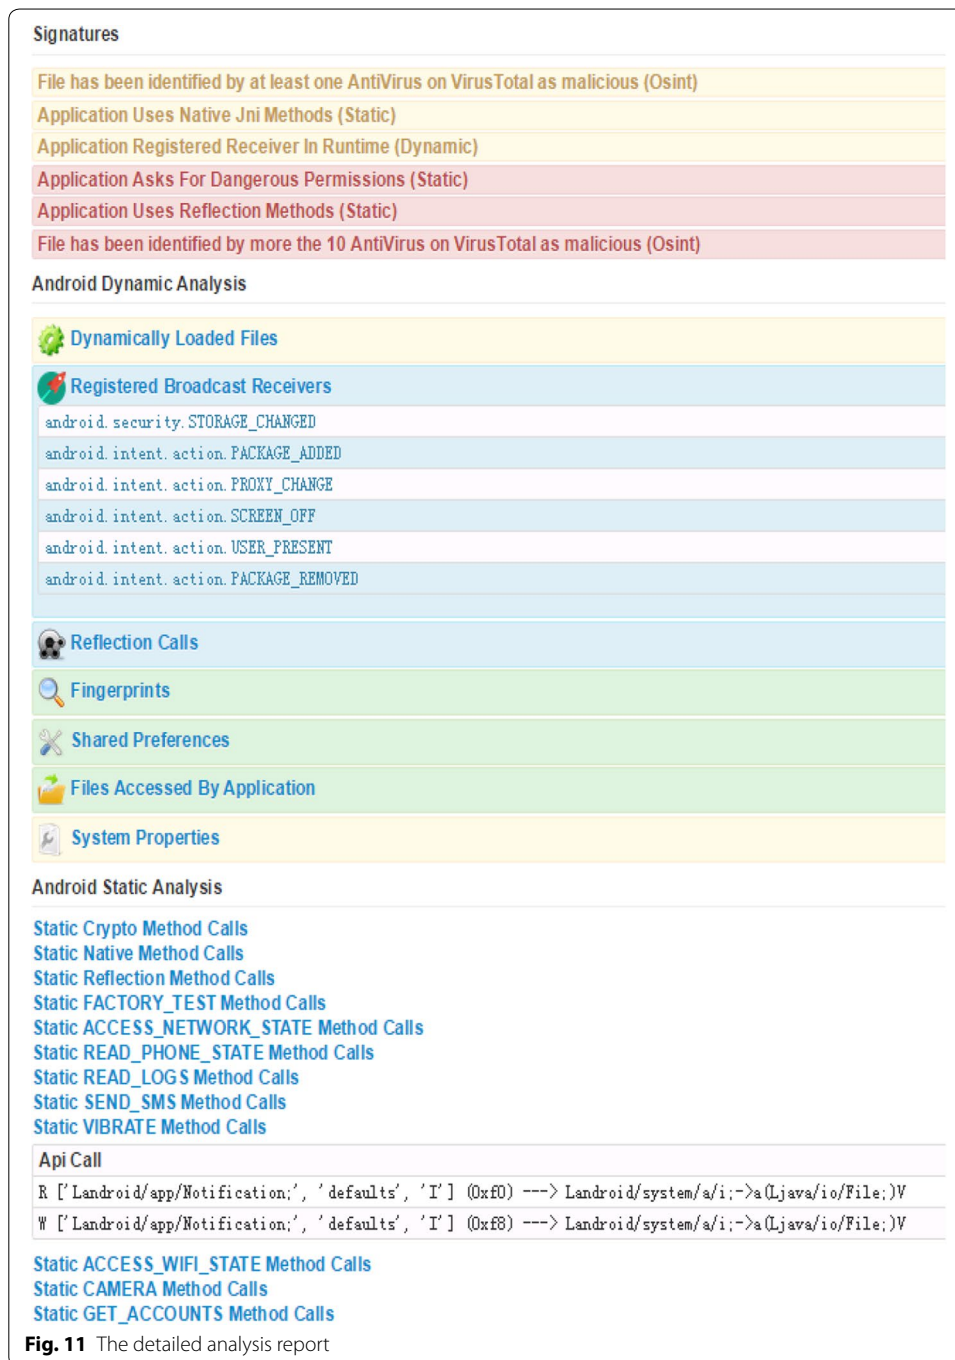 Signatures
File has been identified by at least one AntiVirus on VirusTotal as malicious (Osint)
Application Uses Native Jni Methods (Static)
Application Registered Receiver In Runtime (Dynamic)
Application Asks For Dangerous Permissions (Static)
Application Uses Reflection Methods (Static)
File has been identified by more the 10 AntiVirus on VirusTotal as malicious (Osint)
Android Dynamic Analysis
Dynamically Loaded Files
Registered Broadcast Receivers
android.security.STORAGE_CHANGED
android.intent.action.PACKAGE_ADDED
android.intent.action.PROXY_CHANGE
android.intent.action.SCREEN_OFF
android.intent.action.USER_PRESENT
android.intent.action.PACKAGE_REMOVED
Reflection Calls
Fingerprints
Shared Preferences
Files Accessed By Application
System Properties
Android Static Analysis
Static Crypto Method Calls
Static Native Method Calls
Static Reflection Method Calls
Static FACTORY_TEST Method Calls
Static ACCESS_NETWORK_STATE Method Calls
Static READ_PHONE_STATE Method Calls
Static READ_LOGS Method Calls
Static SEND_SMS Method Calls
Static VIBRATE Method Calls
Api Call
R ['Landroid/app/Notification;', 'defaults', 'I'] (0xf0) ---> Landroid/system/a/i;->a(Ljava/io/File;)V
W ['Landroid/app/Notification;', 'defaults', 'I'] (0xf8) ---> Landroid/system/a/i;->a(Ljava/io/File;)V
Static ACCESS_WIFI_STATE Method Calls
Static CAMERA Method Calls
Static GET_ACCOUNTS Method Calls
Fig. 11 The detailed analysis report